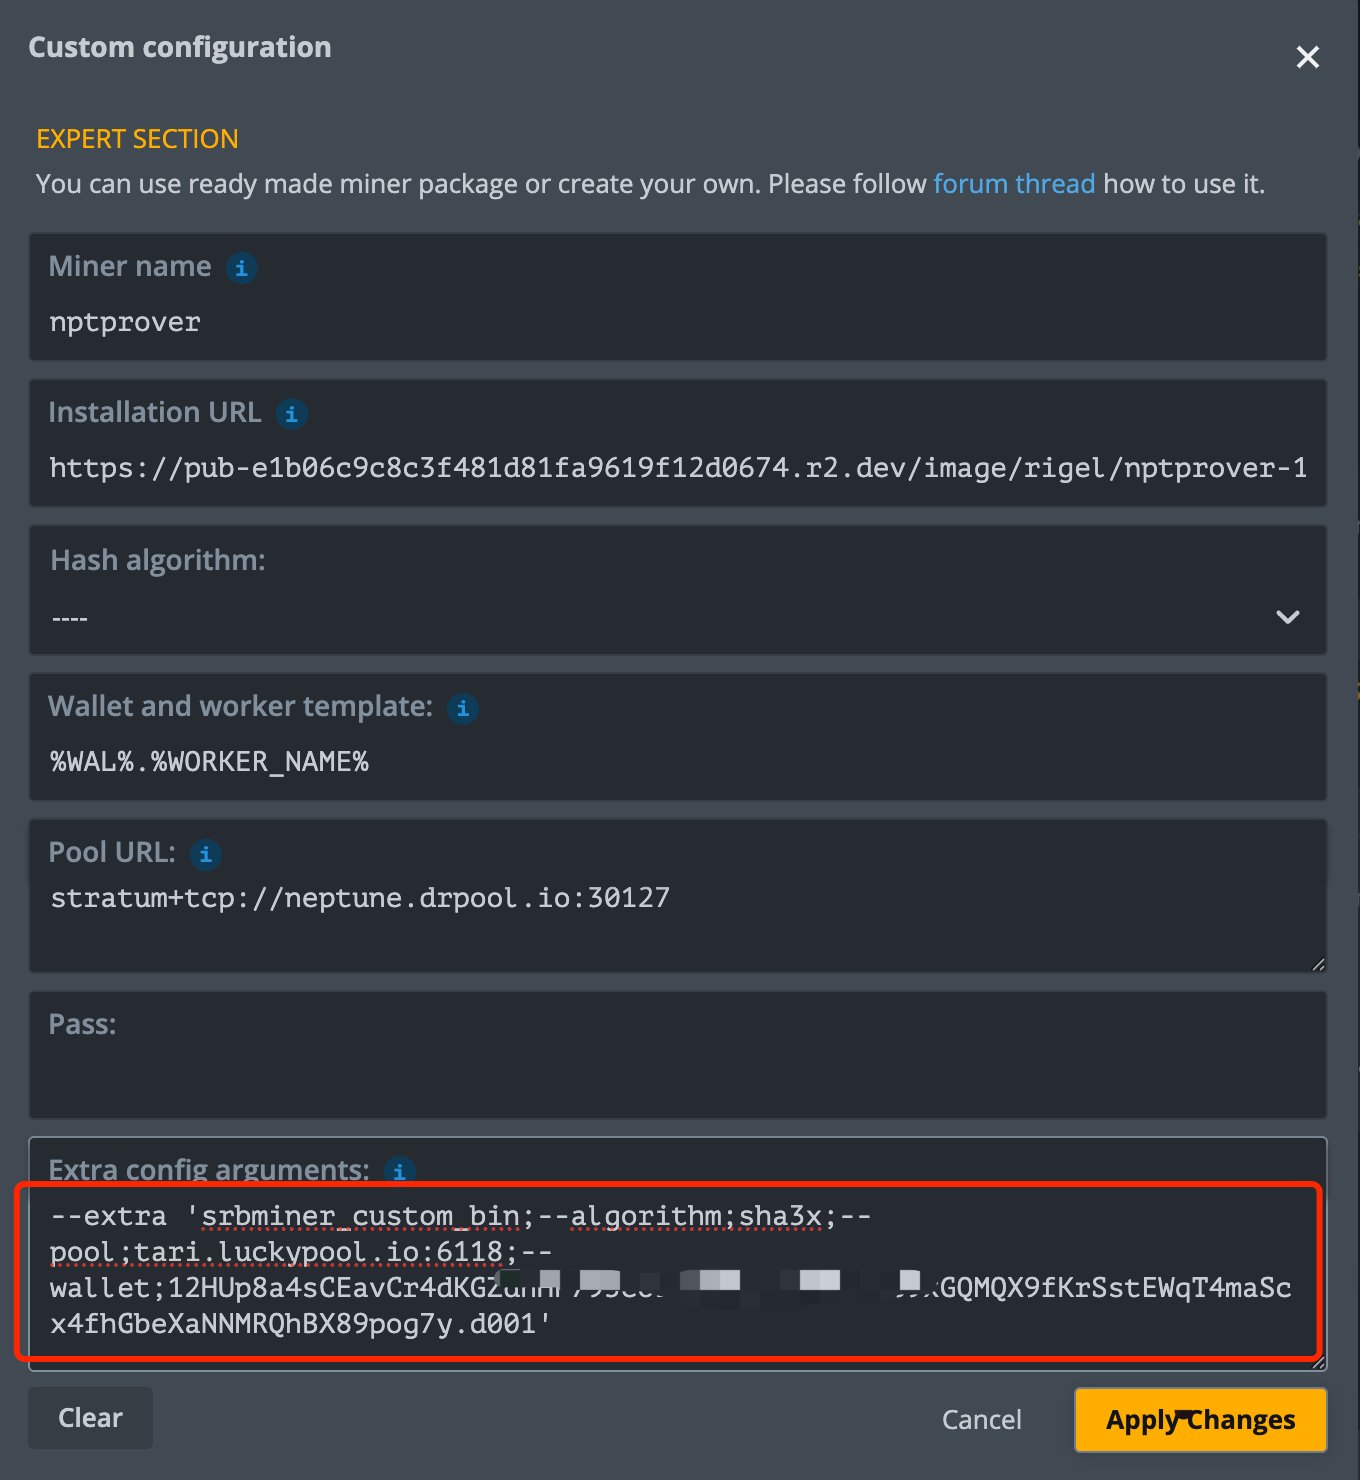 Custom configuration
EXPERT SECTION
You can use ready made miner package or create your own. Please follow forum thread how to use it.
Miner name
nptprover
Installation URL
https://pub-e1b06c9c8c3f481d81fa9619f12d0674.r2.dev/image/rigel/nptprover-1
Hash algorithm:
----
Wallet and worker template:
%WAL%.%WORKER_NAME%
Pool URL:
stratum+tcp://neptune.drpool.io:30127
Pass:
Extra config arguments:
--extra 'srbminer_custom_bin;--algorithm;sha3x;--
pool;tari.luckypool.io:6118;--
wallet;12HUp8a4sCEavCr4dKGZ GQMQX9fKrSstEWqT4maSc
x4fhGbeXaNNMRQhBX89pog7y.d001'
Clear
Cancel
Apply Changes